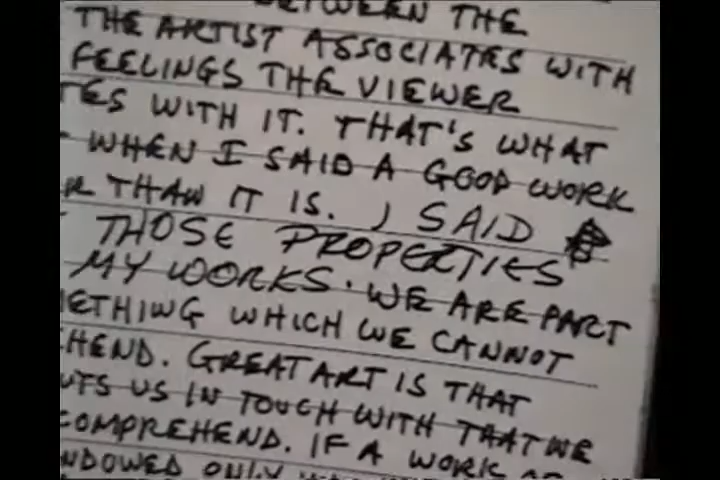 BETWEEN THE
THE ARTIST ASSOCIATES WITH
FEELINGS THE VIEWER
TES WITH IT. THAT'S WHAT
WHEN I SAID A GOOD WORK
R THAN IT IS. I SAID
THOSE PROPERTIES
MY WORKS. WE ARE PART
ETHING WHICH WE CANNOT
HEND. GREAT ART IS THAT
UTS US IN TOUCH WITH THAT WE
COMPREHEND. IF A WORK
NDOWED ONLY